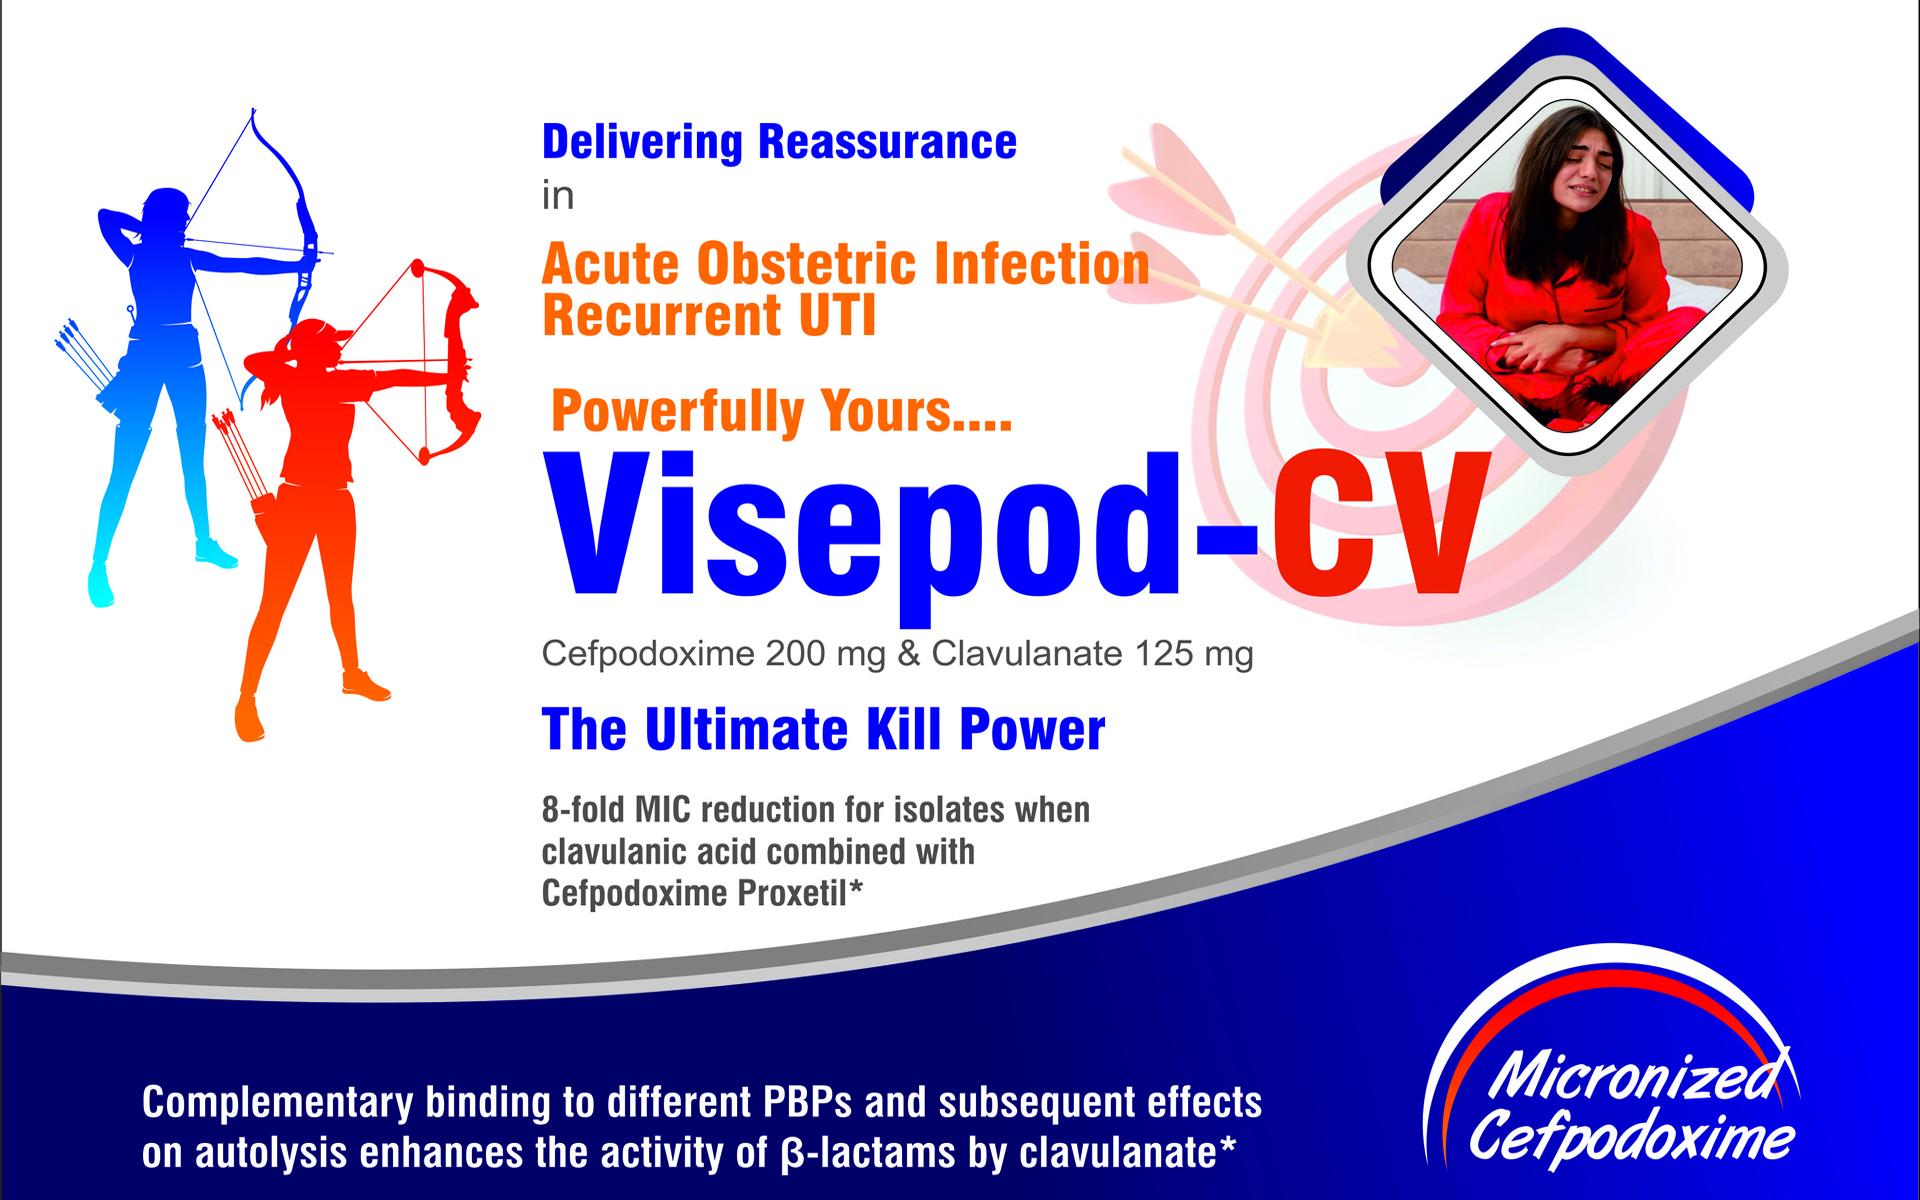 Delivering Reassurance
in
Acute Obstetric Infection
Recurrent UTI
Powerfully Yours....
Visepod-CV
Cefpodoxime 200 mg & Clavulanate 125 mg
The Ultimate Kill Power
8-fold MIC reduction for isolates when
clavulanic acid combined with
Cefpodoxime Proxetil*
Complementary binding to different PBPs and subsequent effects
on autolysis enhances the activity of β-lactams by clavulanate*
Micronized
Cefpodoxime